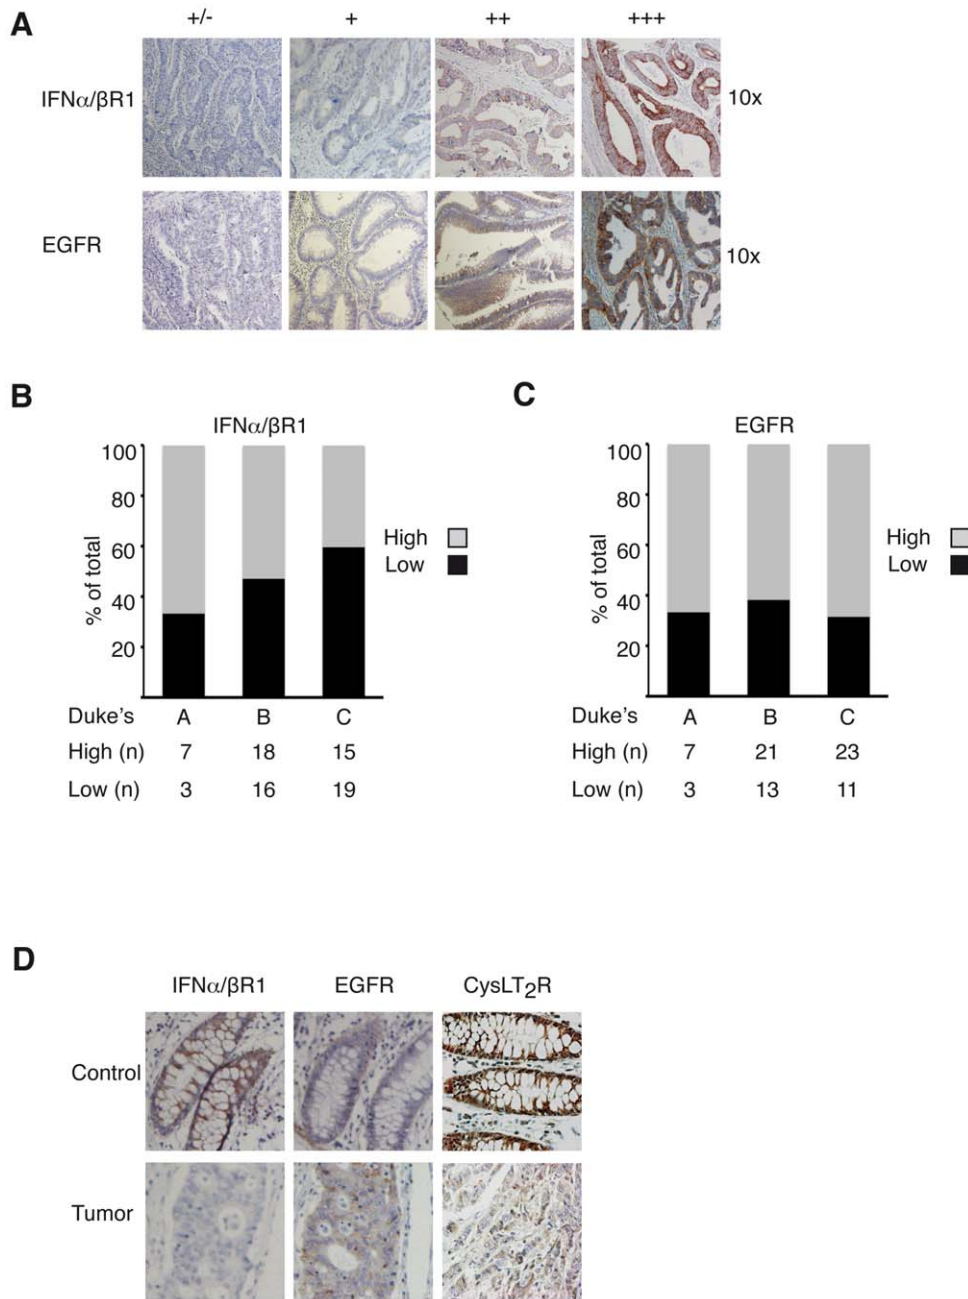 A
+/- + ++ +++
IFNα/βR1 10x
EGFR 10x
B
IFNα/βR1
100
80
60
40
20
% of total
High
Low
Duke's A B C
High (n) 7 18 15
Low (n) 3 16 19
C
EGFR
100
80
60
40
20
% of total
High
Low
Duke's A B C
High (n) 7 21 23
Low (n) 3 13 11
D
IFNα/βR1 EGFR CysLT₂R
Control
Tumor